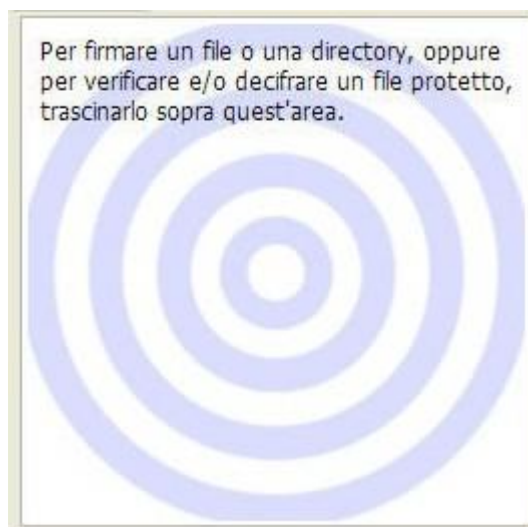 Per firmare un file o una directory, oppure
per verificare e/o decifrare un file protetto,
trascinarlo sopra quest'area.